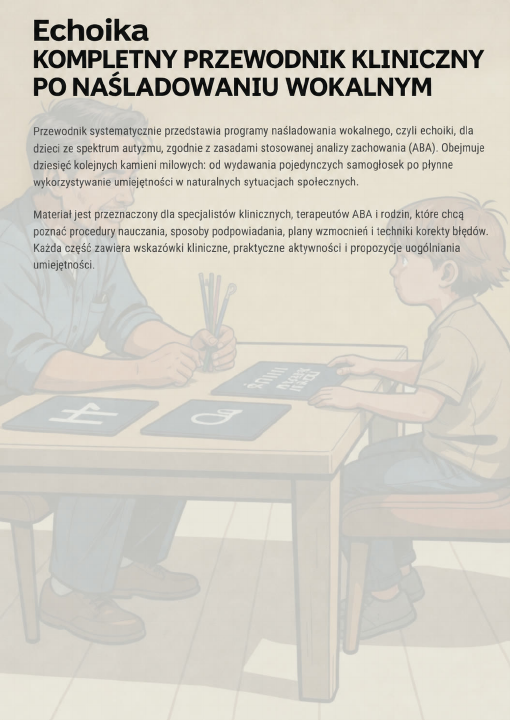 Echoika
KOMPLETNY PRZEWODNIK KLINICZNY
PO NAŚLADOWANIU WOKALNYM
Przewodnik systematycznie przedstawia programy naśladowania wokalnego, czyli echoiki, dla
dzieci ze spektrum autyzmu, zgodnie z zasadami stosowanej analizy zachowania (ABA). Obejmuje
dziesięć kolejnych kamieni milowych: od wydawania pojedynczych samogłosek po płynne
wykorzystywanie umiejętności w naturalnych sytuacjach społecznych.
Materiał jest przeznaczony dla specjalistów klinicznych, terapeutów ABA i rodzin, które chcą
poznać procedury nauczania, sposoby podpowiadania, plany wzmocnień i techniki korekty błędów.
Każda część zawiera wskazówki kliniczne, praktyczne aktywności i propozycje uogólniania
umiejętności.